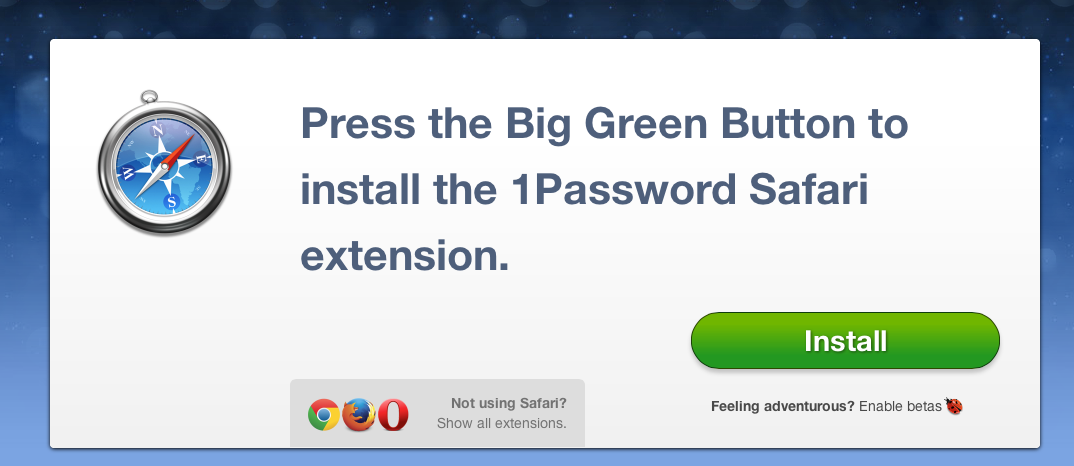 Press the Big Green Button to
install the 1Password Safari
extension.
Install
Not using Safari?
Show all extensions.
Feeling adventurous? Enable betas
N
E
W
S